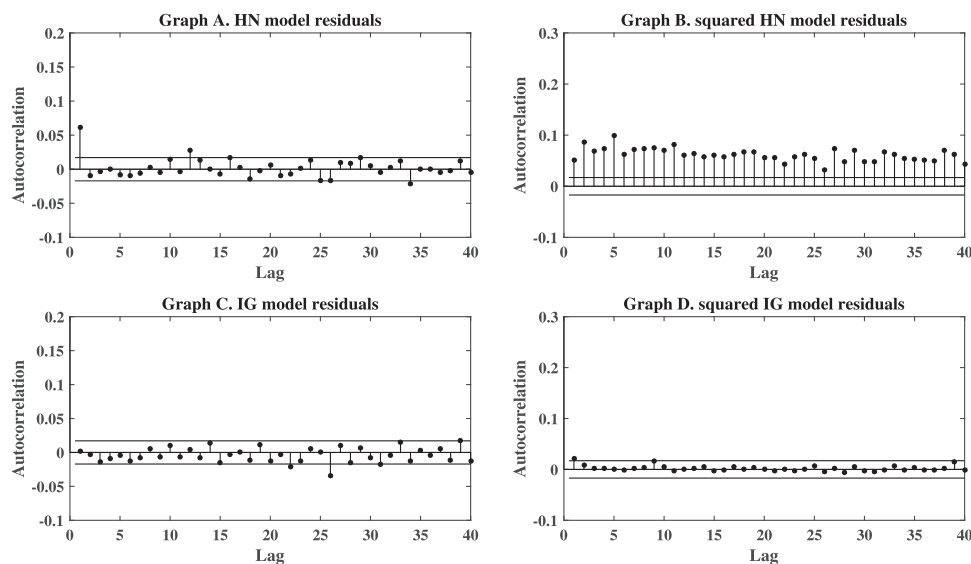 Graph A. HN model residuals
0.2
0.15
0.1
0.05
0
-0.05
-0.1
Autocorrelation
0 5 10 15 20 25 30 35 40
Lag
Graph B. squared HN model residuals
0.3
0.2
0.1
0
-0.1
Autocorrelation
0 5 10 15 20 25 30 35 40
Lag
Graph C. IG model residuals
0.2
0.15
0.1
0.05
0
-0.05
-0.1
Autocorrelation
0 5 10 15 20 25 30 35 40
Lag
Graph D. squared IG model residuals
0.3
0.2
0.1
0
-0.1
Autocorrelation
0 5 10 15 20 25 30 35 40
Lag